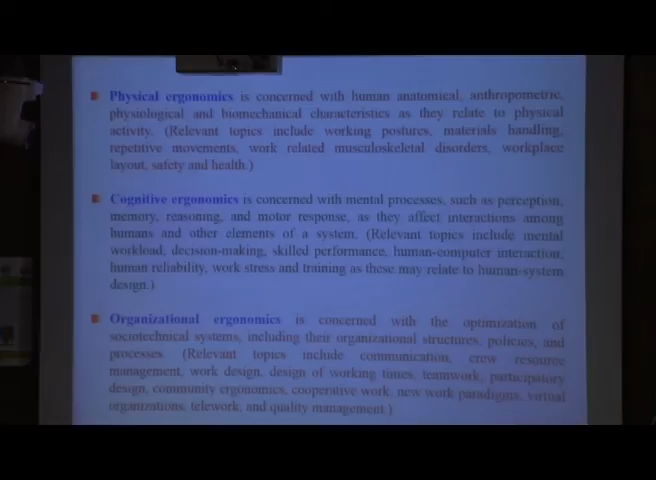 Physical ergonomics is concerned with human anatomical, anthropometric,
physiological and biomechanical characteristics as they relate to physical
activity. (Relevant topics include working postures, materials handling,
repetitive movements, work related musculoskeletal disorders, workplace
layout, safety and health.)
Cognitive ergonomics is concerned with mental processes, such as perception,
memory, reasoning, and motor response, as they affect interactions among
humans and other elements of a system. (Relevant topics include mental
workload, decision-making, skilled performance, human-computer interaction,
human reliability, work stress and training as these may relate to human-system
design.)
Organizational ergonomics is concerned with the optimization of
sociotechnical systems, including their organizational structures, policies, and
processes. (Relevant topics include communication, crew resource
management, work design, design of working times, teamwork, participatory
design, community ergonomics, cooperative work, new work paradigms, virtual
organizations, telework, and quality management.)